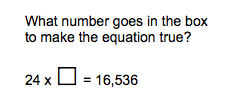 What number goes in the box
to make the equation true?
24 x □ = 16,536